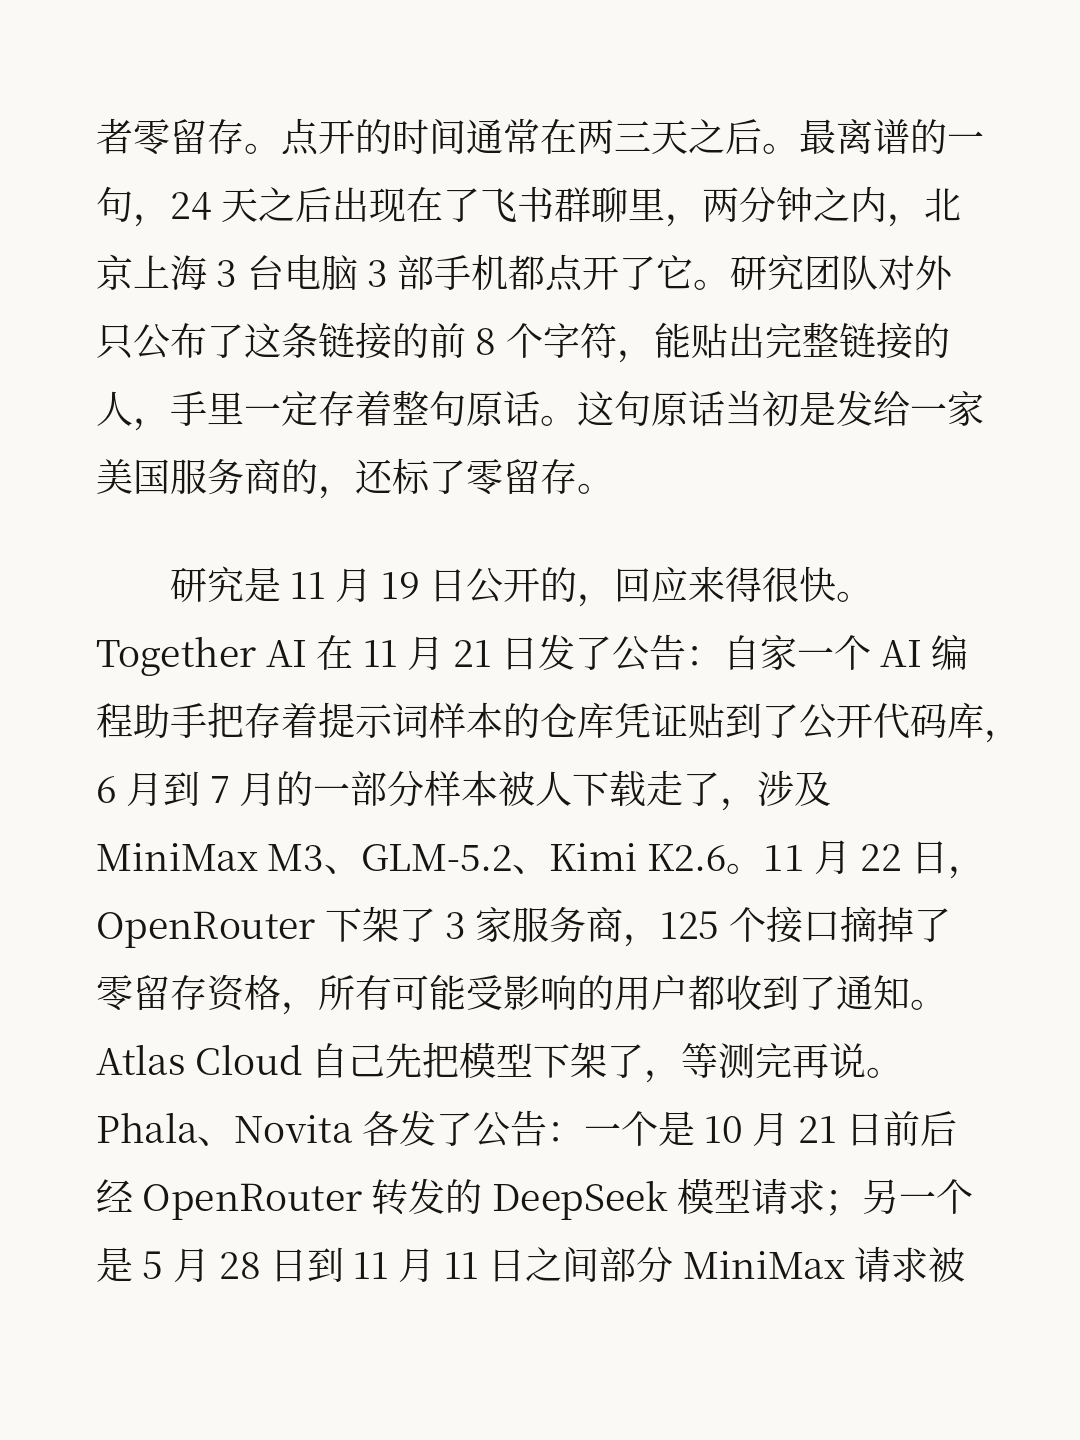 者零留存。点开的时间通常在两三天之后。最离谱的一
句，24 天之后出现在了飞书群聊里，两分钟之内，北
京上海 3 台电脑 3 部手机都点开了它。研究团队对外
只公布了这条链接的前 8 个字符，能贴出完整链接的
人，手里一定存着整句原话。这句原话当初是发给一家
美国服务商的，还标了零留存。
研究是 11 月 19 日公开的，回应来得很快。
Together AI 在 11 月 21 日发了公告：自家一个 AI 编
程助手把存着提示词样本的仓库凭证贴到了公开代码库，
6 月到 7 月的一部分样本被人下载走了，涉及
MiniMax M3、GLM-5.2、Kimi K2.6。11 月 22 日，
OpenRouter 下架了 3 家服务商，125 个接口摘掉了
零留存资格，所有可能受影响的用户都收到了通知。
Atlas Cloud 自己先把模型下架了，等测完再说。
Phala、Novita 各发了公告：一个是 10 月 21 日前后
经 OpenRouter 转发的 DeepSeek 模型请求；另一个
是 5 月 28 日到 11 月 11 日之间部分 MiniMax 请求被